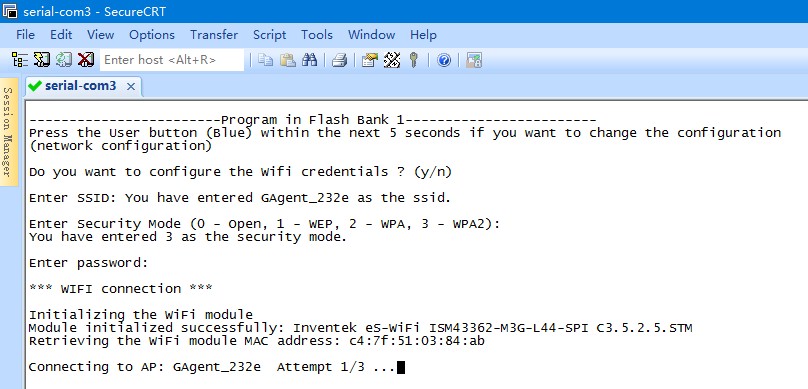 serial-com3 - SecureCRT
File Edit View Options Transfer Script Tools Window Help
Enter host <Alt+R>
serial-com3
Session Manager
------------------------Program in Flash Bank 1------------------------
Press the User button (Blue) within the next 5 seconds if you want to change the configuration
(network configuration)
Do you want to configure the Wifi credentials ? (y/n)
Enter SSID: You have entered GAgent_232e as the ssid.
Enter Security Mode (0 - Open, 1 - WEP, 2 - WPA, 3 - WPA2):
You have entered 3 as the security mode.
Enter password:
*** WIFI connection ***
Initializing the WiFi module
Module initialized successfully: Inventek eS-WiFi ISM43362-M3G-L44-SPI C3.5.2.5.STM
Retrieving the WiFi module MAC address: c4:7f:51:03:84:ab
Connecting to AP: GAgent_232e  Attempt 1/3 ...